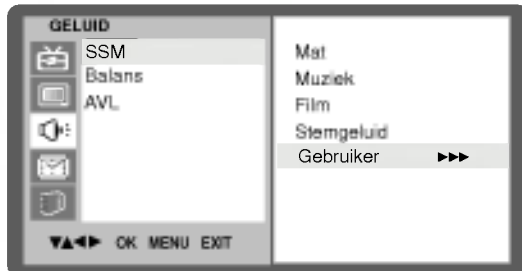 GELUID
SSM
Balans
AVL
▼▲◄► OK MENU EXIT
Mat
Muziek
Film
Stemgeluid
Gebruiker ►►►